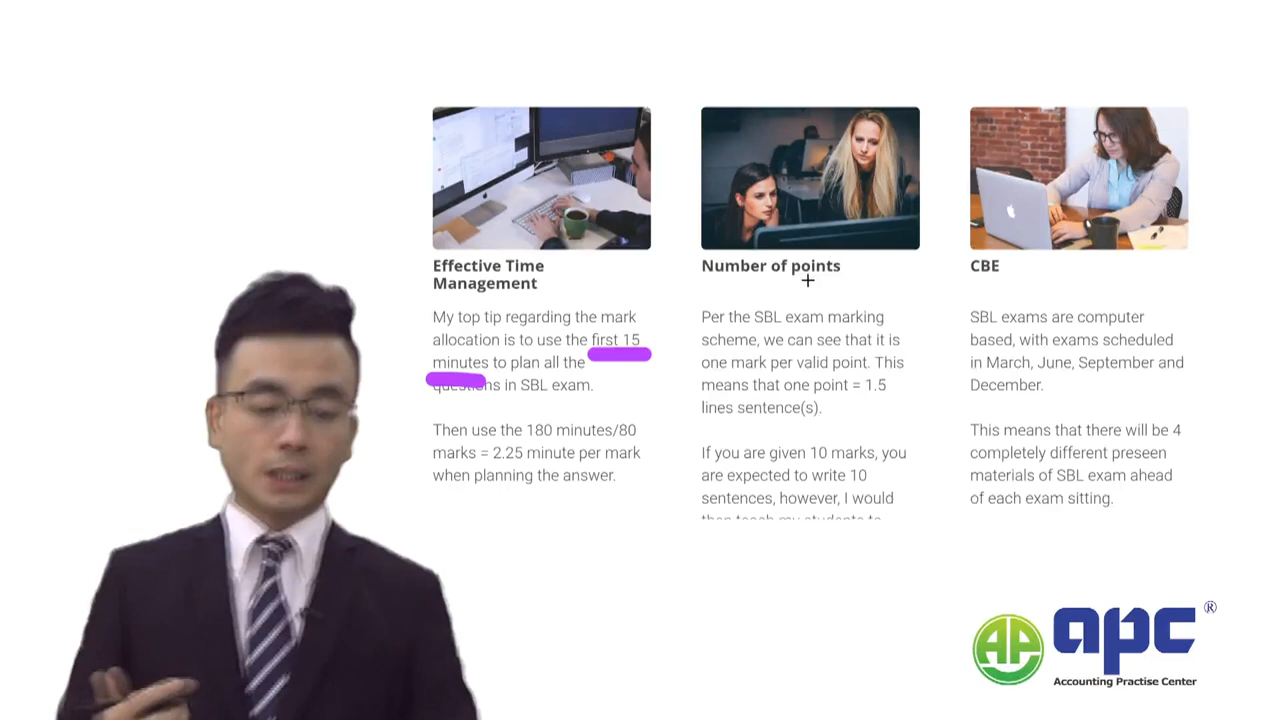 Effective Time
Management
My top tip regarding the mark
allocation is to use the first 15
minutes to plan all the
questions in SBL exam.
Then use the 180 minutes/80
marks = 2.25 minute per mark
when planning the answer.
Number of points
Per the SBL exam marking
scheme, we can see that it is
one mark per valid point. This
means that one point = 1.5
lines sentence(s).
If you are given 10 marks, you
are expected to write 10
sentences, however, I would
then teach my students to
CBE
SBL exams are computer
based, with exams scheduled
in March, June, September and
December.
This means that there will be 4
completely different preseen
materials of SBL exam ahead
of each exam sitting.
AP
apc ®
Accounting Practise Center